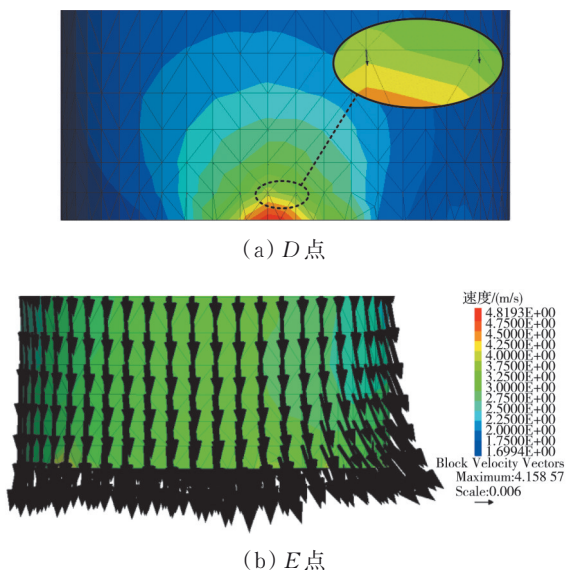 (a) D点
速度/(m/s)
4.8193E+00
4.7500E+00
4.5000E+00
4.2500E+00
4.0000E+00
3.7500E+00
3.2500E+00
3.0000E+00
2.7500E+00
2.5000E+00
2.2500E+00
2.0000E+00
1.7500E+00
1.6994E+00
Block Velocity Vectors
Maximum:4.158 57
Scale:0.006
(b) E点